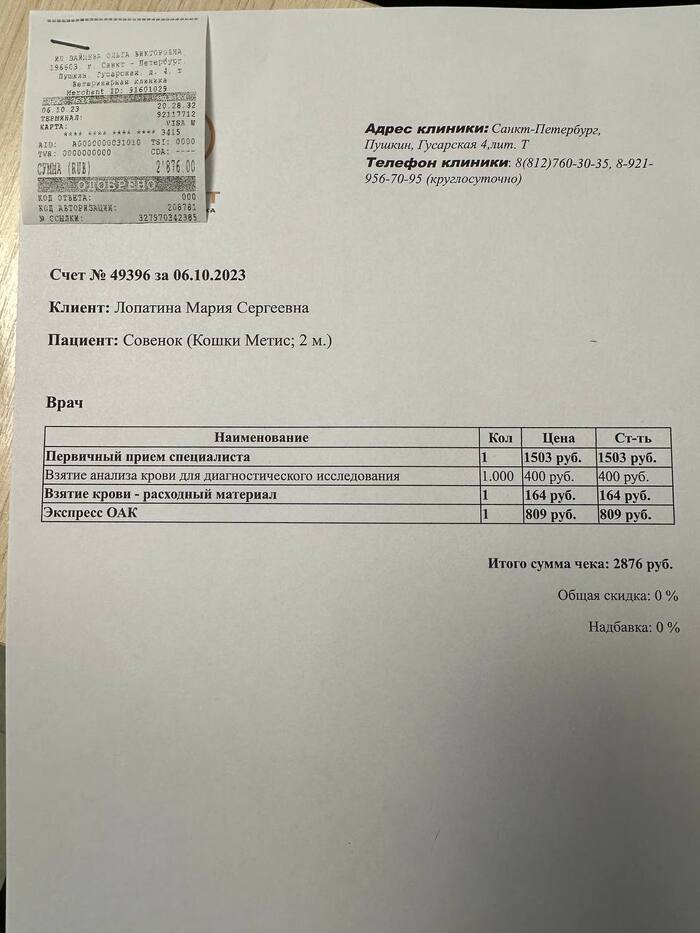 ИП ЗАЙЦЕВА ОЛЬГА ВИКТОРОВНА
196603, г. Санкт - Петербург,
Пушкин, Гусарская, д. 4, т
Ветеринарная клиника
Merchant ID: 91601029
06.10.23 20:28:32
ТЕРМИНАЛ: 92117712
КАРТА: VISA W
**** **** **** **** 3415
AID: A0000000031010 TSI: 0000
TVR: 0000000000 CDA: ----
СУММА (RUB) 2'876.00
ОДОБРЕНО
КОД ОТВЕТА: 000
КОД АВТОРИЗАЦИИ: 206781
№ ССЫЛКИ: 327970342385
Адрес клиники: Санкт-Петербург,
Пушкин, Гусарская 4,лит. Т
Телефон клиники: 8(812)760-30-35, 8-921-
956-70-95 (круглосуточно)
Счет № 49396 за 06.10.2023
Клиент: Лопатина Мария Сергеевна
Пациент: Совенок (Кошки Метис; 2 м.)
Врач
Наименование Кол Цена Ст-ть
Первичный прием специалиста 1 1503 руб. 1503 руб.
Взятие анализа крови для диагностического исследования 1.000 400 руб. 400 руб.
Взятие крови - расходный материал 1 164 руб. 164 руб.
Экспресс ОАК 1 809 руб. 809 руб.
Итого сумма чека: 2876 руб.
Общая скидка: 0 %
Надбавка: 0 %